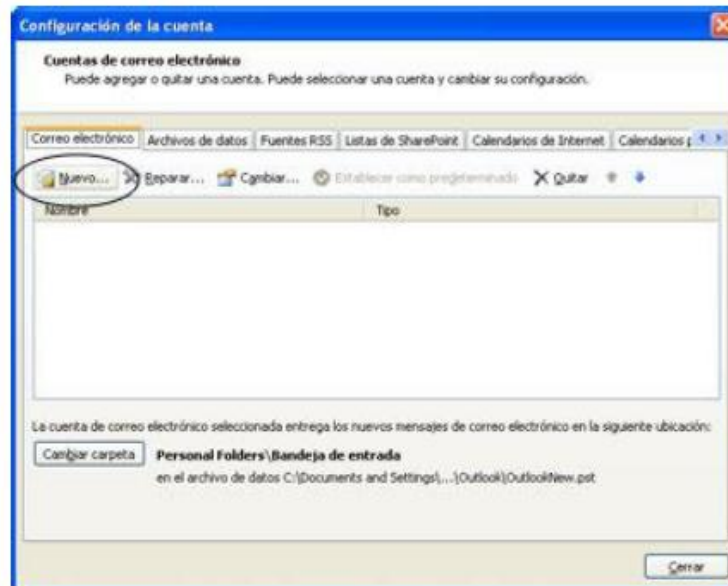 Configuración de la cuenta
Cuentas de correo electrónico
Puede agregar o quitar una cuenta. Puede seleccionar una cuenta y cambiar su configuración.
Correo electrónico Archivos de datos Fuentes RSS Listas de SharePoint Calendarios de Internet Calendarios p
Nuevo... Reparar... Cambiar... Establecer como predeterminado Quitar
Nombre Tipo
La cuenta de correo electrónico seleccionada entrega los nuevos mensajes de correo electrónico en la siguiente ubicación:
Cambiar carpeta Personal Folders\Bandeja de entrada
en el archivo de datos C:\Documents and Settings\,...\Outlook\OutlookNew.pst
Cerrar